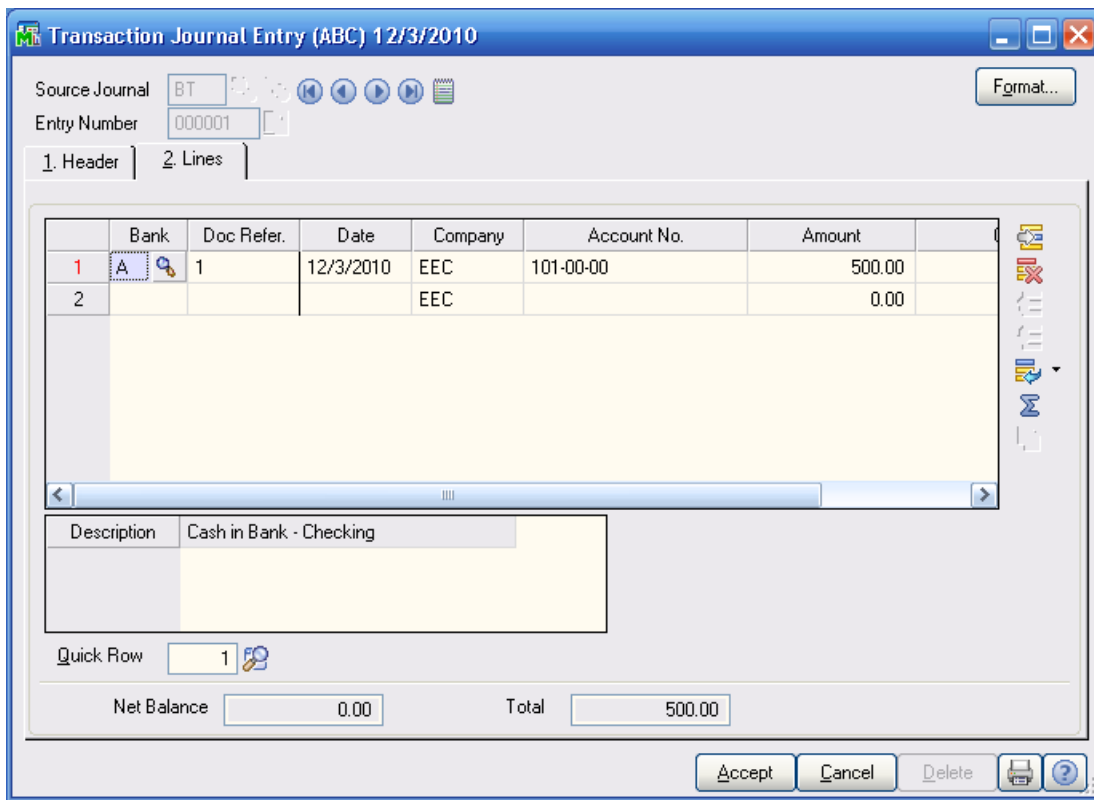 Transaction Journal Entry (ABC) 12/3/2010
Source Journal BT
Format...
Entry Number 000001
1. Header 2. Lines
Bank Doc Refer. Date Company Account No. Amount
1 A 1 12/3/2010 EEC 101-00-00 500.00
2 EEC 0.00
Description Cash in Bank - Checking
Quick Row 1
Net Balance 0.00 Total 500.00
Accept Cancel Delete